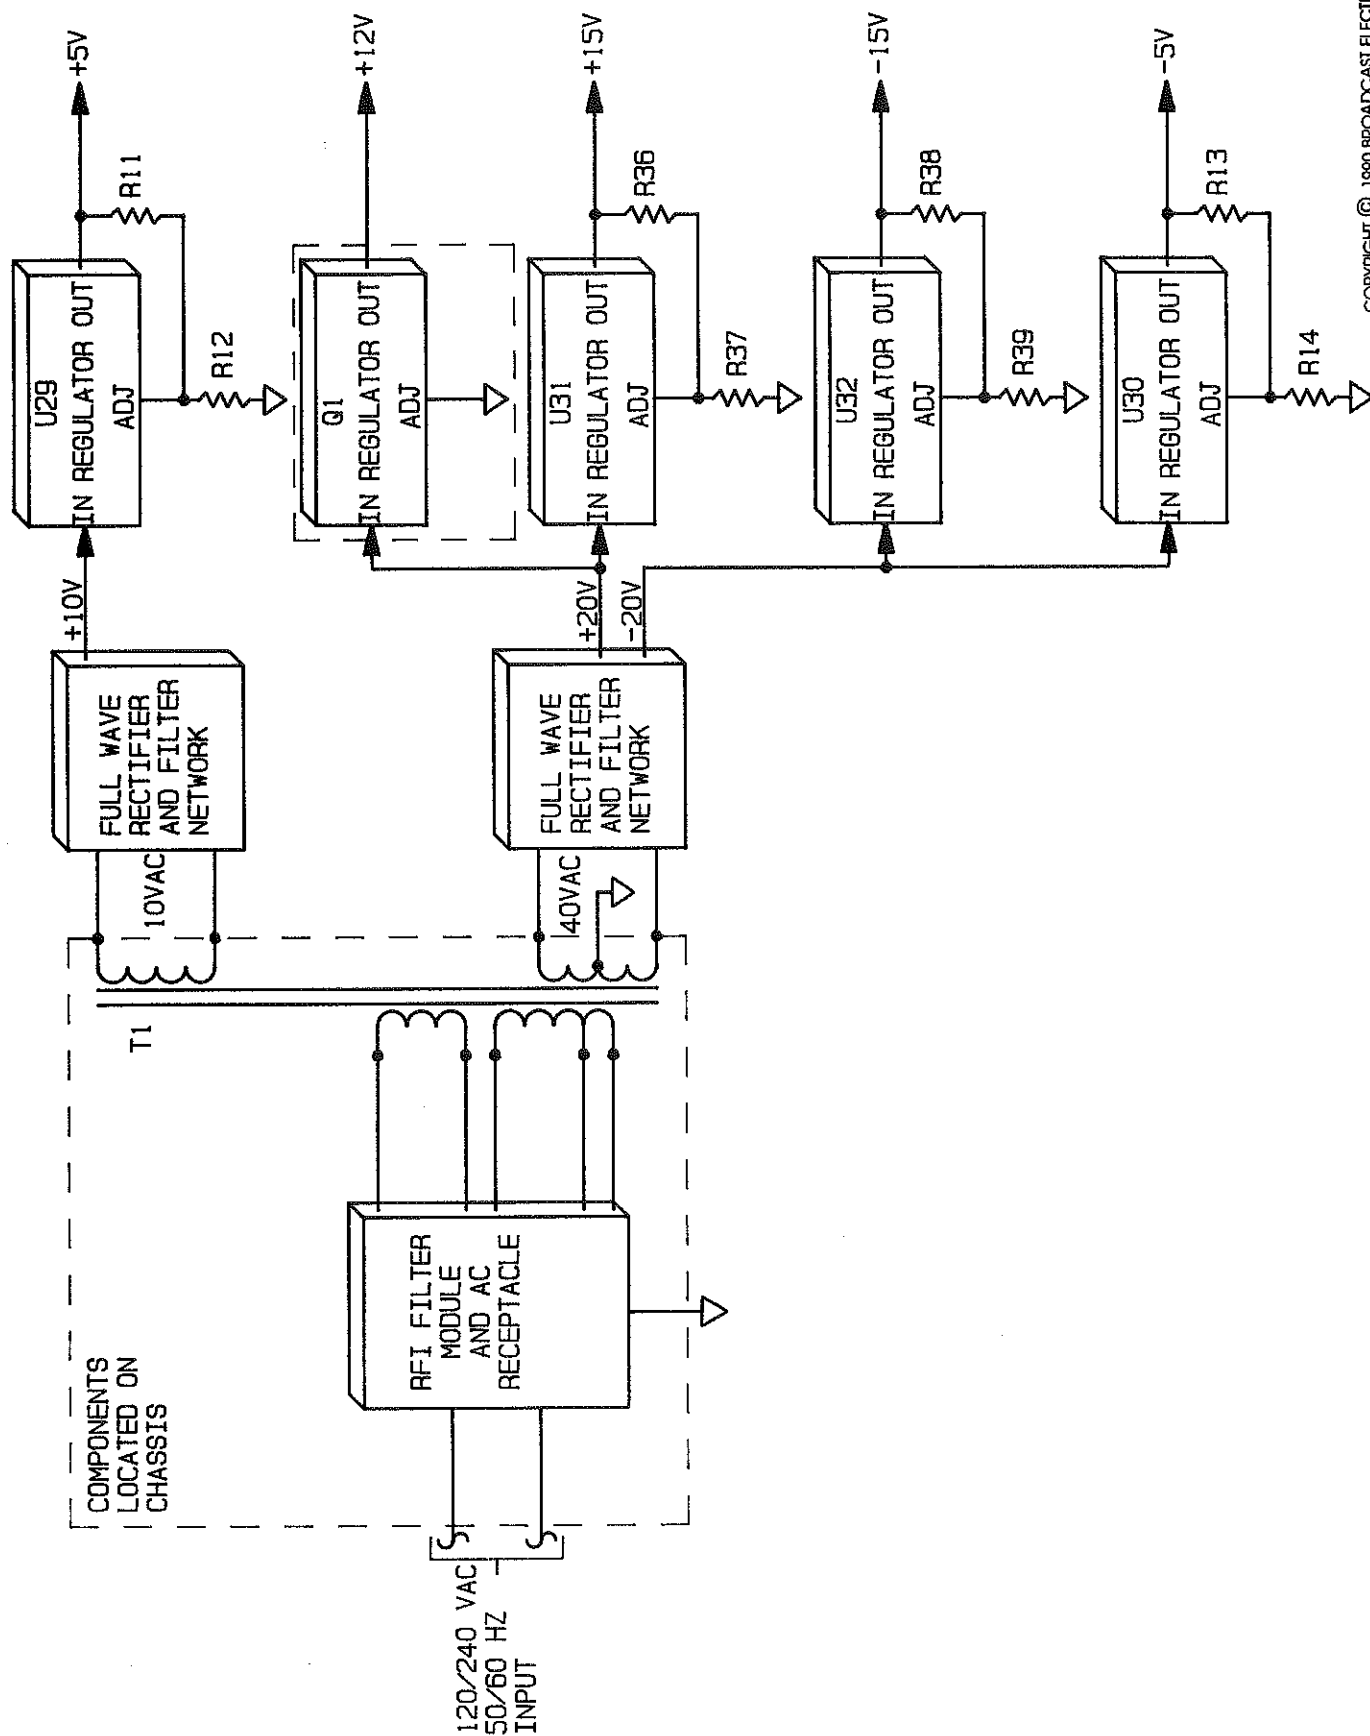 COMPONENTS
LOCATED ON
CHASSIS
120/240 VAC
50/60 HZ
INPUT
RFI FILTER
MODULE
AND AC
RECEPTACLE
T1
10VAC
40VAC
FULL WAVE
RECTIFIER
AND FILTER
NETWORK
+10V
FULL WAVE
RECTIFIER
AND FILTER
NETWORK
+20V
-20V
U29
IN REGULATOR OUT
ADJ
R12
R11
+5V
Q1
IN REGULATOR OUT
ADJ
+12V
U31
IN REGULATOR OUT
ADJ
R37
R36
+15V
U32
IN REGULATOR OUT
ADJ
R39
R38
-15V
U30
IN REGULATOR OUT
ADJ
R14
R13
-5V
COPYRIGHT © 1990 BROADCAST